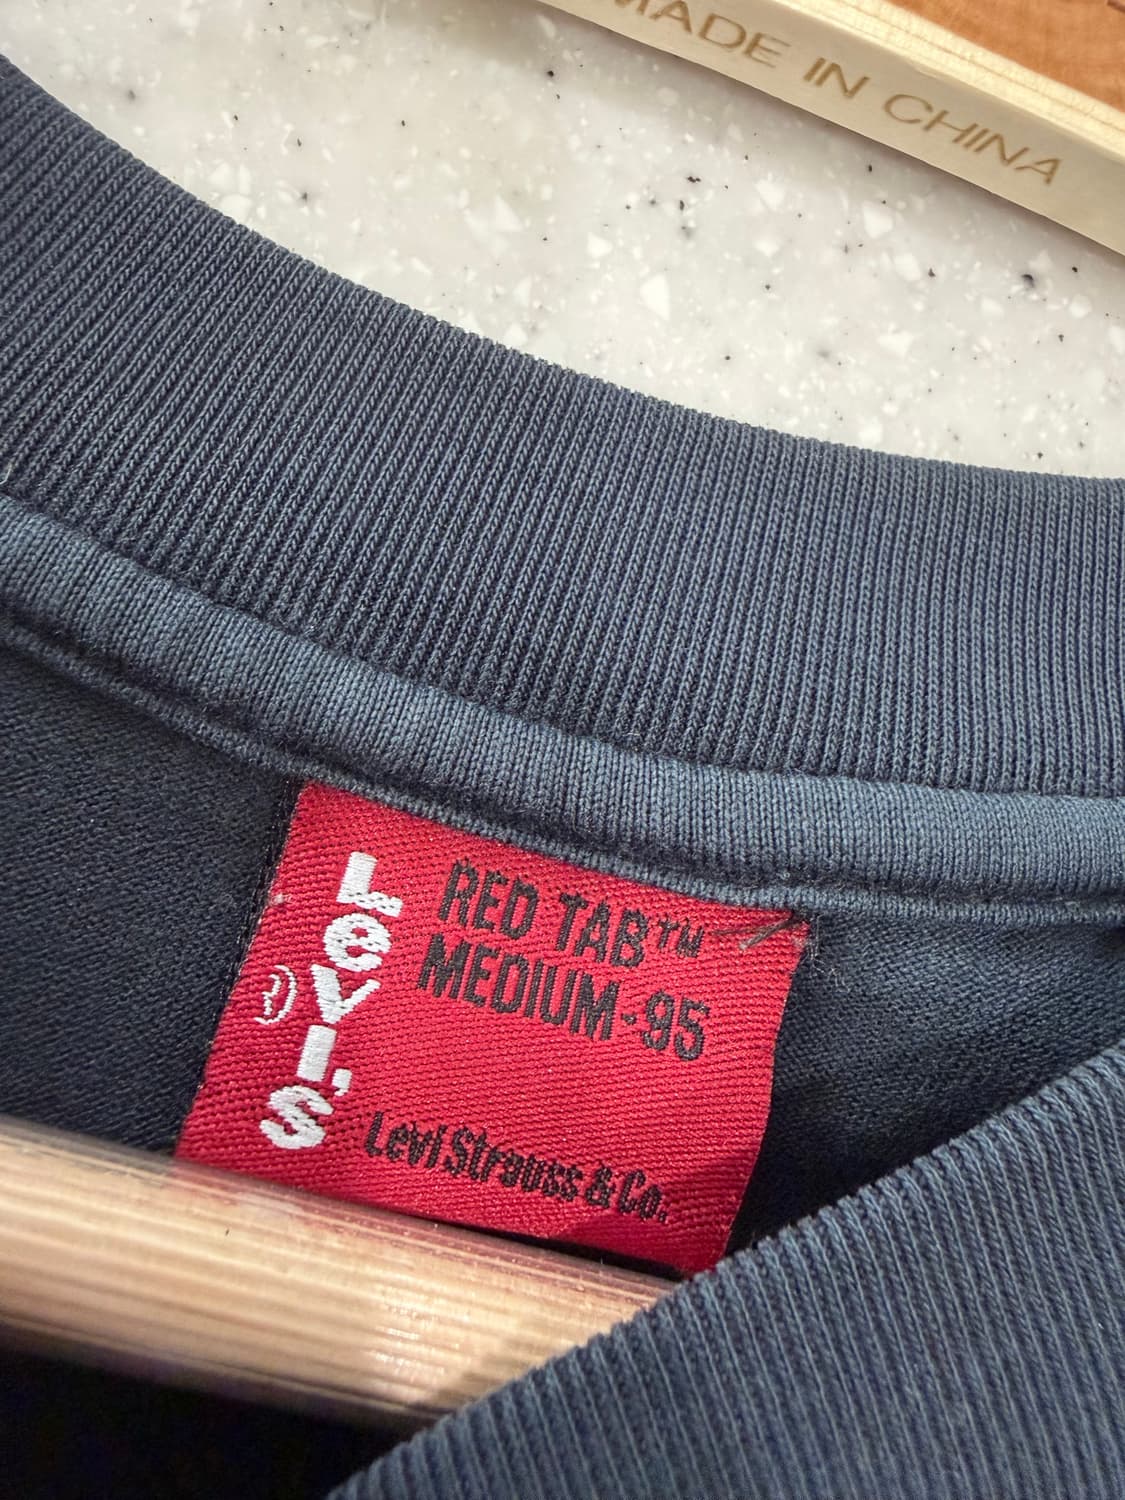 MADE IN CHINA
RED TAB™
MEDIUM-95
Levi's
®
Levi Strauss & Co.